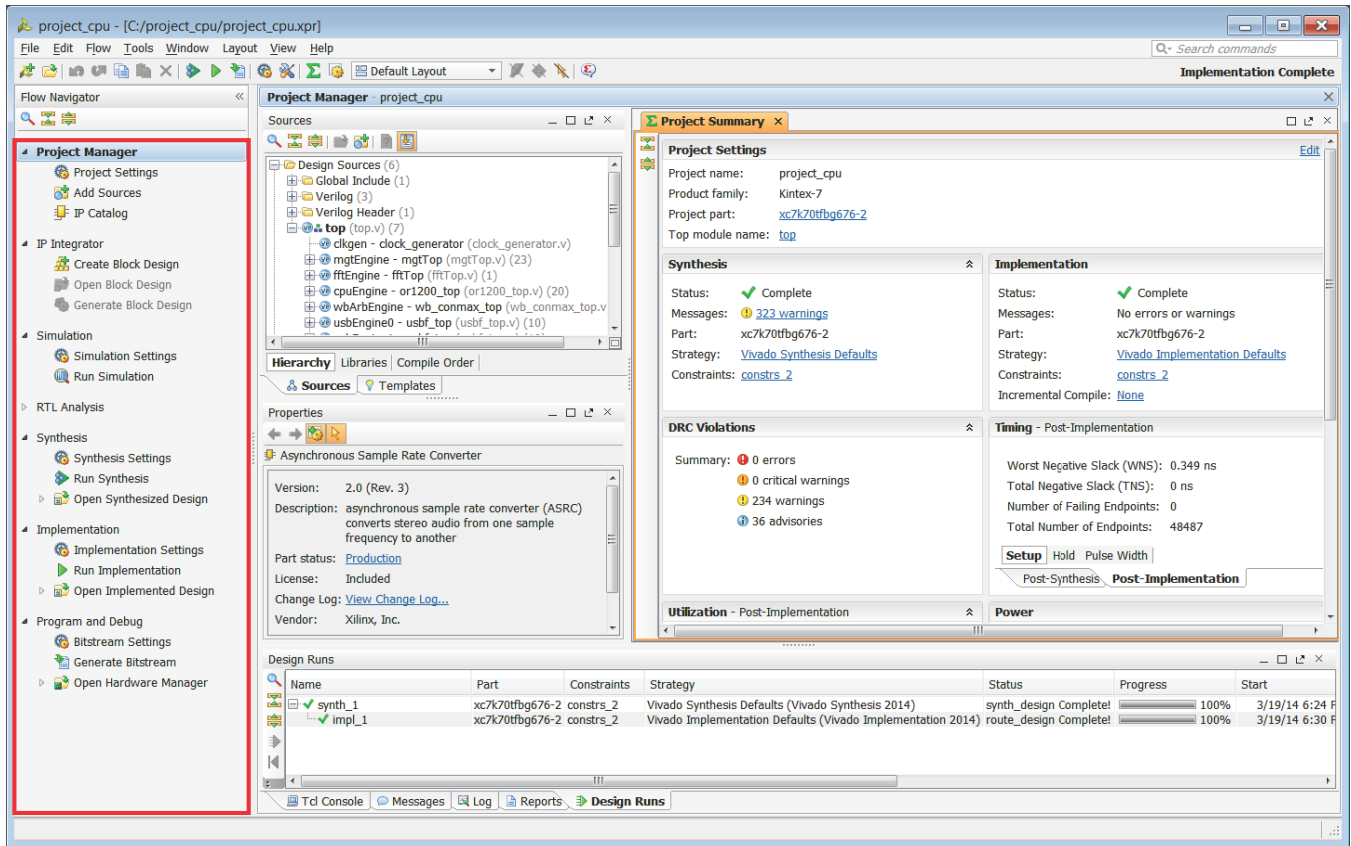 project_cpu - [C:/project_cpu/project_cpu.xpr]
File Edit Flow Tools Window Layout View Help
Search commands
Default Layout
Implementation Complete
Flow Navigator
Project Manager
Project Settings
Add Sources
IP Catalog
IP Integrator
Create Block Design
Open Block Design
Generate Block Design
Simulation
Simulation Settings
Run Simulation
RTL Analysis
Synthesis
Synthesis Settings
Run Synthesis
Open Synthesized Design
Implementation
Implementation Settings
Run Implementation
Open Implemented Design
Program and Debug
Bitstream Settings
Generate Bitstream
Open Hardware Manager
Project Manager - project_cpu
Sources
Design Sources (6)
Global Include (1)
Verilog (3)
Verilog Header (1)
top (top.v) (7)
clkgen - clock_generator (clock_generator.v)
mgtEngine - mgtTop (mgtTop.v) (23)
fftEngine - fftTop (fftTop.v) (1)
cpuEngine - or1200_top (or1200_top.v) (20)
wbArbEngine - wb_conmax_top (wb_conmax_top.v
usbEngine0 - usbf_top (usbf_top.v) (10)
Hierarchy Libraries Compile Order
Sources Templates
Properties
Asynchronous Sample Rate Converter
Version: 2.0 (Rev. 3)
Description: asynchronous sample rate converter (ASRC)
converts stereo audio from one sample
frequency to another
Part status: Production
License: Included
Change Log: View Change Log...
Vendor: Xilinx, Inc.
Project Summary
Project Settings Edit
Project name: project_cpu
Product family: Kintex-7
Project part: xc7k70tfbg676-2
Top module name: top
Synthesis
Status: Complete
Messages: 323 warnings
Part: xc7k70tfbg676-2
Strategy: Vivado Synthesis Defaults
Constraints: constrs_2
Implementation
Status: Complete
Messages: No errors or warnings
Part: xc7k70tfbg676-2
Strategy: Vivado Implementation Defaults
Constraints: constrs_2
Incremental Compile: None
DRC Violations
Summary: 0 errors
0 critical warnings
234 warnings
36 advisories
Timing - Post-Implementation
Worst Negative Slack (WNS): 0.349 ns
Total Negative Slack (TNS): 0 ns
Number of Failing Endpoints: 0
Total Number of Endpoints: 48487
Setup Hold Pulse Width
Post-Synthesis Post-Implementation
Utilization - Post-Implementation
Power
Design Runs
Name Part Constraints Strategy Status Progress Start
synth_1 xc7k70tfbg676-2 constrs_2 Vivado Synthesis Defaults (Vivado Synthesis 2014) synth_design Complete! 100% 3/19/14 6:24
impl_1 xc7k70tfbg676-2 constrs_2 Vivado Implementation Defaults (Vivado Implementation 2014) route_design Complete! 100% 3/19/14 6:30
Tcl Console Messages Log Reports Design Runs